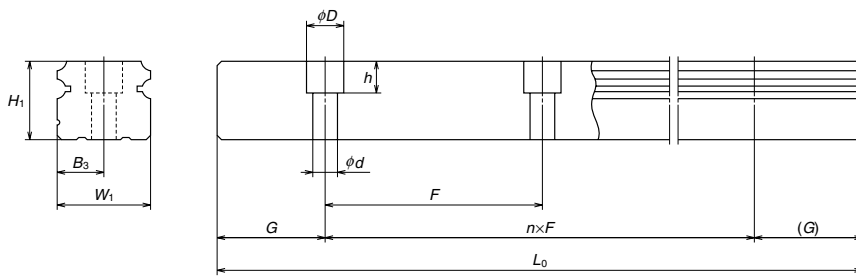 ϕD
h
H₁
ϕd
B₃
F
W₁
G
n×F
(G)
L₀